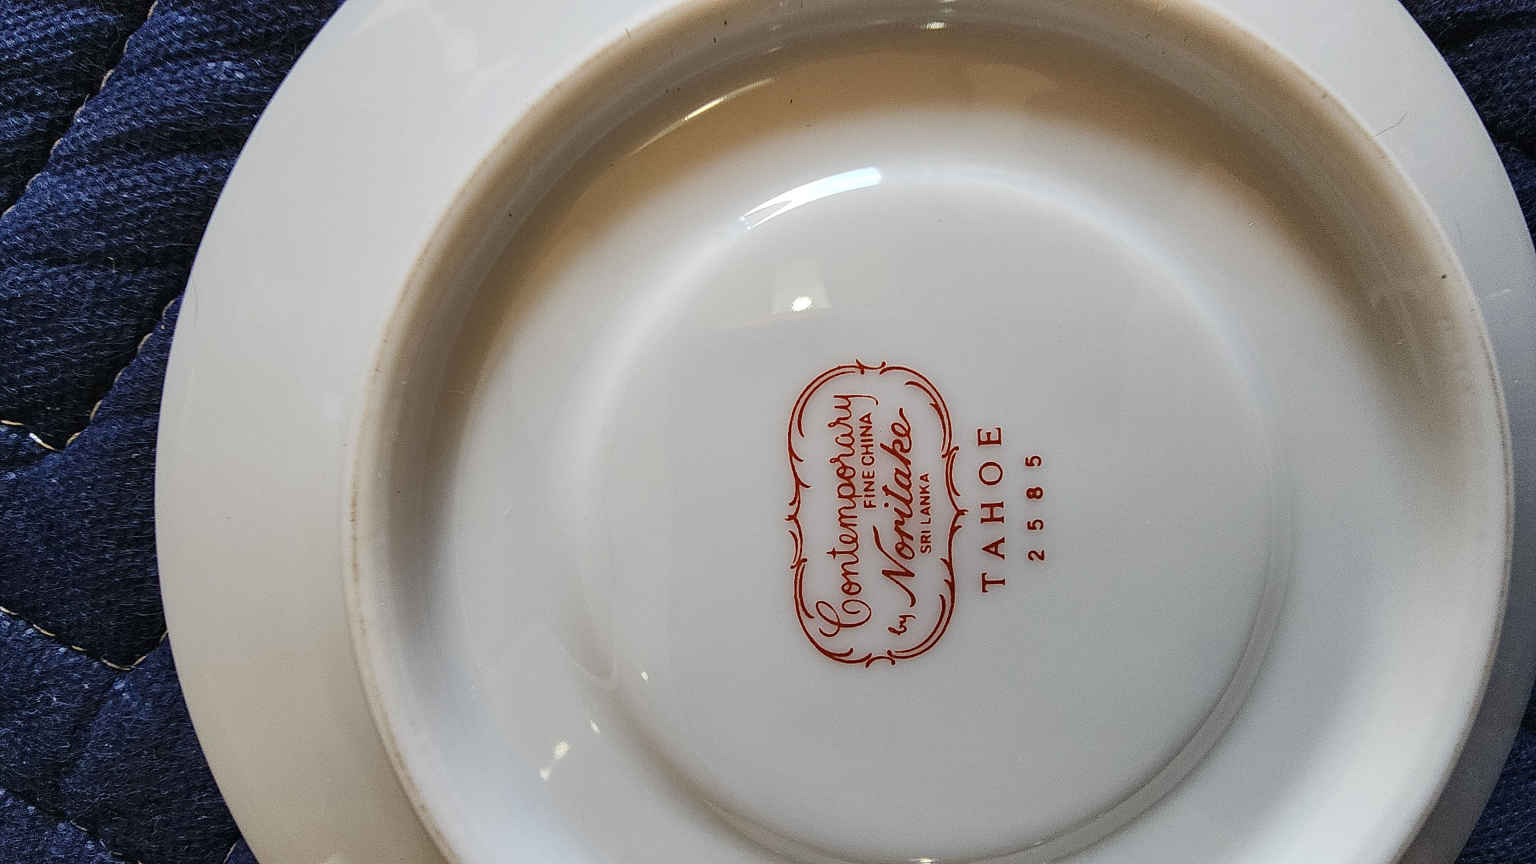 Contemporary
FINE CHINA
by Noritake
SRI LANKA
TAHOE
2585